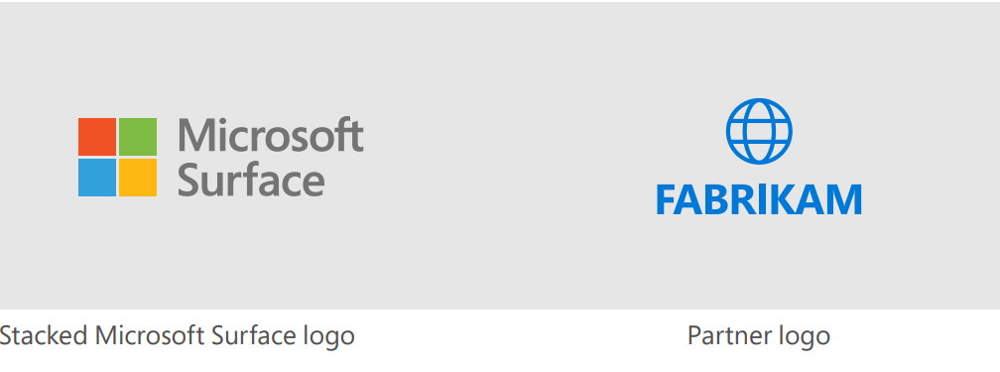 Microsoft
Surface
FABRIKAM
Stacked Microsoft Surface logo
Partner logo